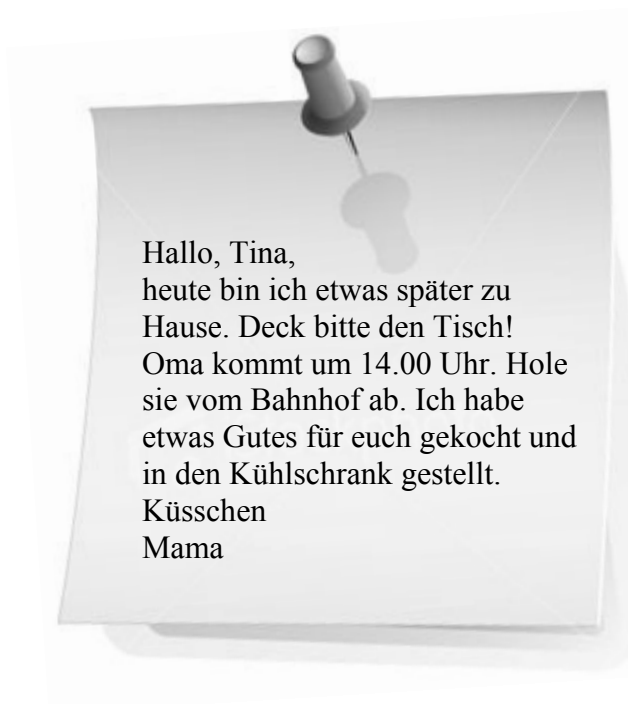 Hallo, Tina,
heute bin ich etwas später zu
Hause. Deck bitte den Tisch!
Oma kommt um 14.00 Uhr. Hole
sie vom Bahnhof ab. Ich habe
etwas Gutes für euch gekocht und
in den Kühlschrank gestellt.
Küsschen
Mama